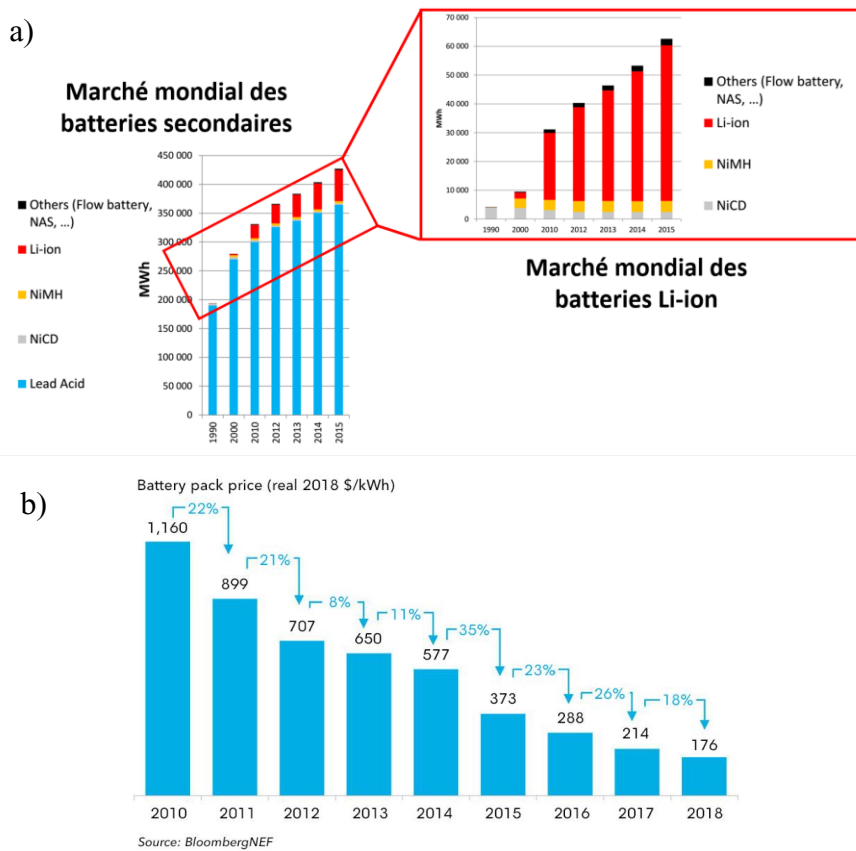 a)
Marché mondial des
batteries secondaires
Others (Flow battery,
NAS, ...)
Li-ion
NiMH
NiCD
Lead Acid
MWh
450 000
400 000
350 000
300 000
250 000
200 000
150 000
100 000
50 000
0
1990
2000
2010
2012
2013
2014
2015
MWh
70 000
60 000
50 000
40 000
30 000
20 000
10 000
0
1990
2000
2010
2012
2013
2014
2015
Others (Flow battery,
NAS, ...)
Li-ion
NiMH
NiCD
Marché mondial des
batteries Li-ion
b)
Battery pack price (real 2018 $/kWh)
22%
21%
8%
11%
35%
23%
26%
18%
1,160
899
707
650
577
373
288
214
176
2010
2011
2012
2013
2014
2015
2016
2017
2018
Source: BloombergNEF